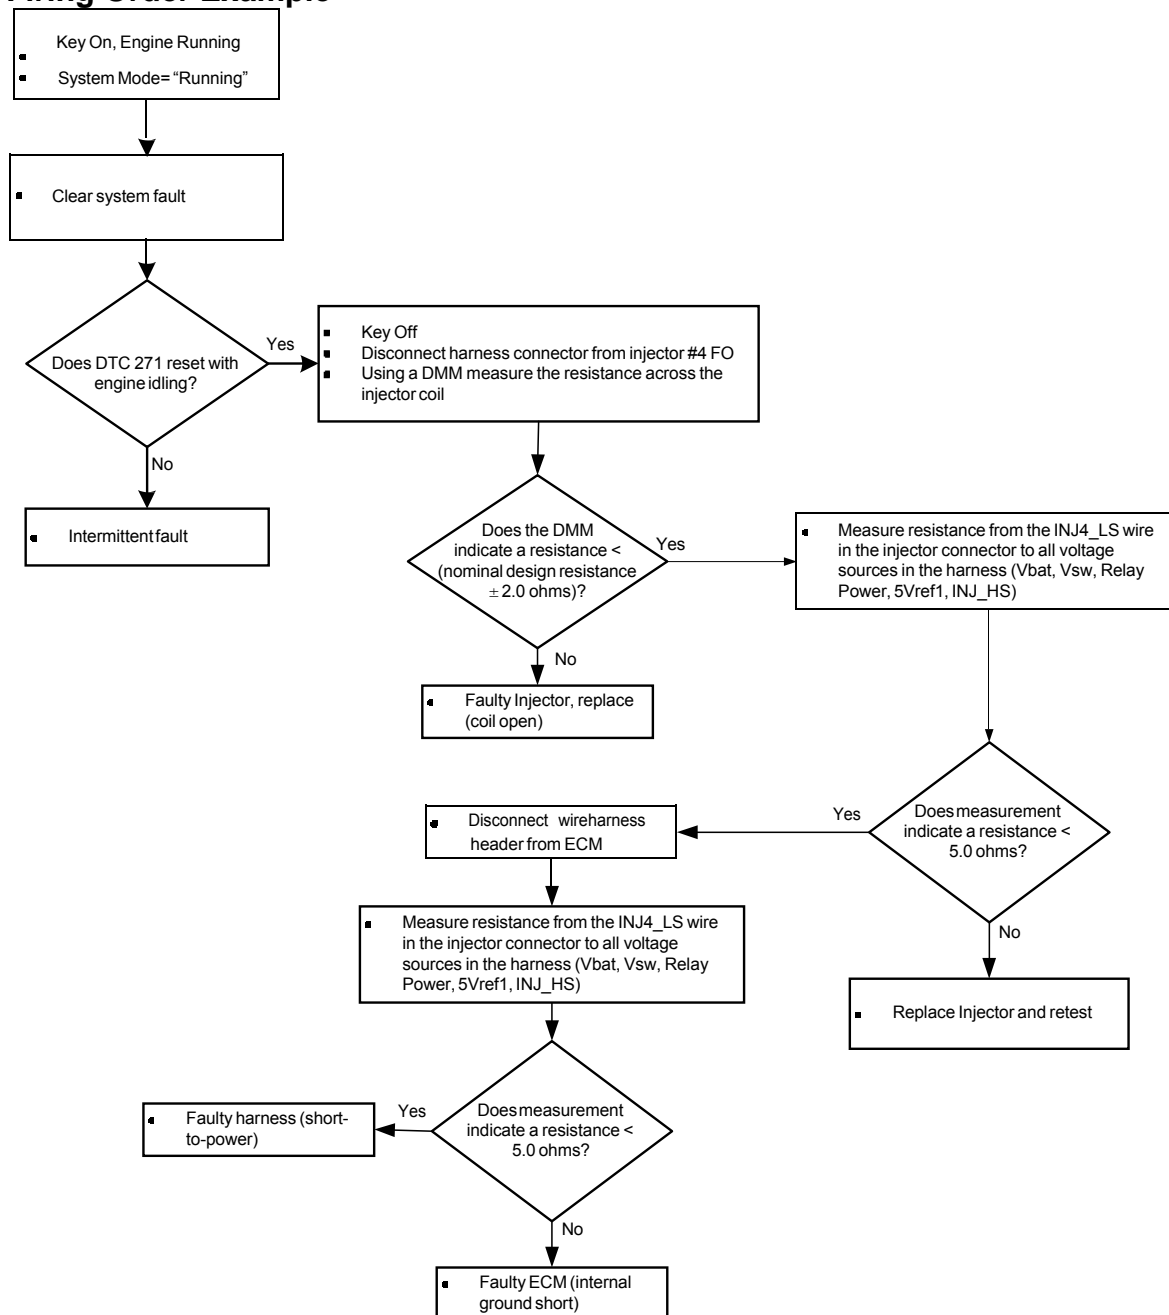 Firing Order Example
Key On, Engine Running
System Mode= “Running”
Clear system fault
Does DTC 271 reset with
engine idling?
Yes
No
Intermittent fault
Key Off
Disconnect harness connector from injector #4 FO
Using a DMM measure the resistance across the
injector coil
Does the DMM
indicate a resistance <
(nominal design resistance
± 2.0 ohms)?
Yes
No
Faulty Injector, replace
(coil open)
Measure resistance from the INJ4_LS wire
in the injector connector to all voltage
sources in the harness (Vbat, Vsw, Relay
Power, 5Vref1, INJ_HS)
Does measurement
indicate a resistance <
5.0 ohms?
Yes
No
Replace Injector and retest
Disconnect wireharness
header from ECM
Measure resistance from the INJ4_LS wire
in the injector connector to all voltage
sources in the harness (Vbat, Vsw, Relay
Power, 5Vref1, INJ_HS)
Does measurement
indicate a resistance <
5.0 ohms?
Yes
Faulty harness (short-
to-power)
No
Faulty ECM (internal
ground short)